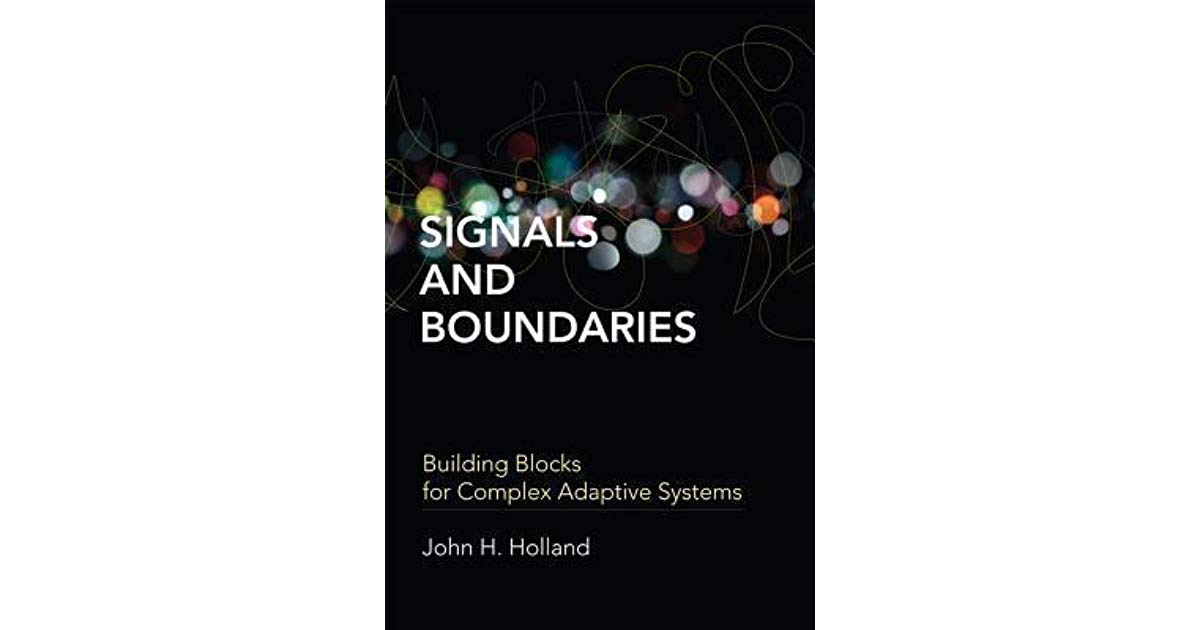 SIGNALS
AND
BOUNDARIES
Building Blocks
for Complex Adaptive Systems
John H. Holland